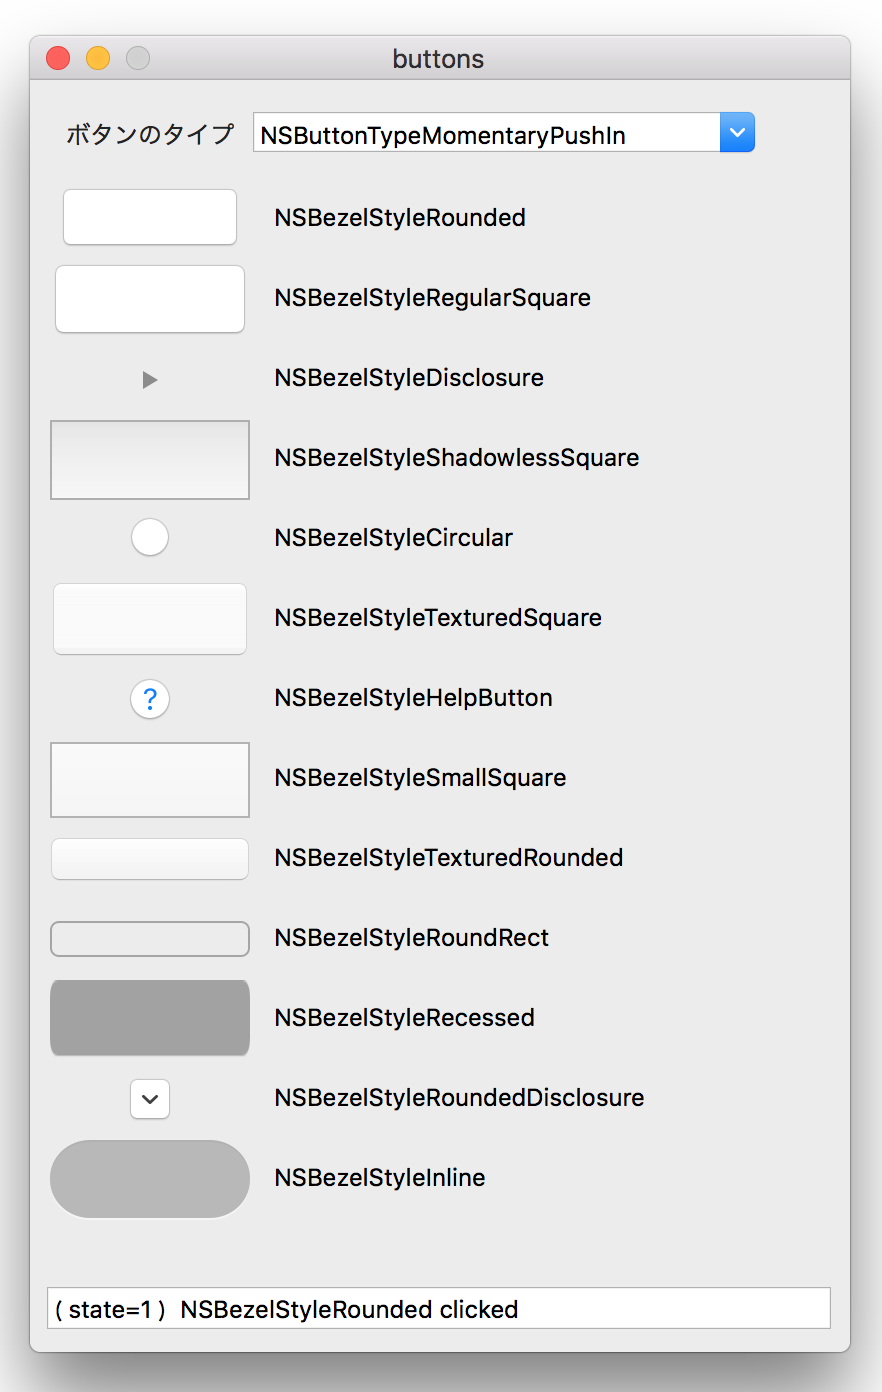 buttons
ボタンのタイプ NSButtonTypeMomentaryPushIn
NSBezelStyleRounded
NSBezelStyleRegularSquare
NSBezelStyleDisclosure
NSBezelStyleShadowlessSquare
NSBezelStyleCircular
NSBezelStyleTexturedSquare
? NSBezelStyleHelpButton
NSBezelStyleSmallSquare
NSBezelStyleTexturedRounded
NSBezelStyleRoundRect
NSBezelStyleRecessed
NSBezelStyleRoundedDisclosure
NSBezelStyleInline
( state=1 ) NSBezelStyleRounded clicked